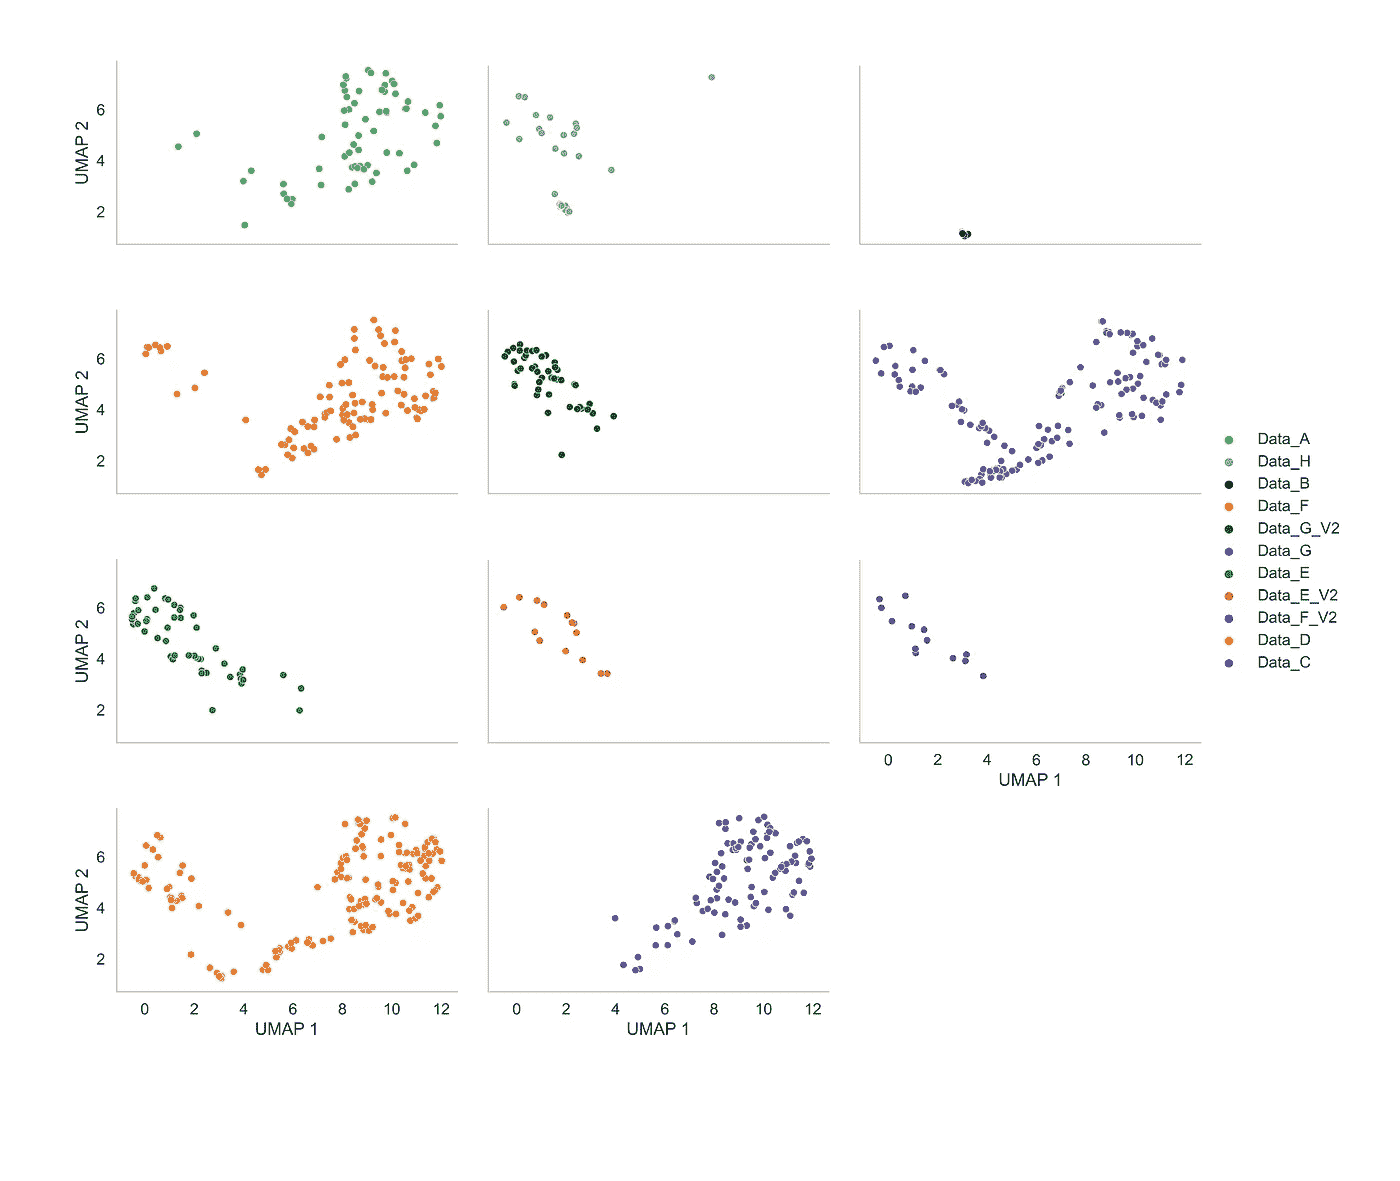 UMAP 2
6
4
2
UMAP 2
6
4
2
Data_A
Data_H
Data_B
Data_F
Data_G_V2
Data_G
Data_E
Data_E_V2
Data_F_V2
Data_D
Data_C
UMAP 2
6
4
2
0 2 4 6 8 10 12
UMAP 1
UMAP 2
6
4
2
0 2 4 6 8 10 12
UMAP 1
0 2 4 6 8 10 12
UMAP 1